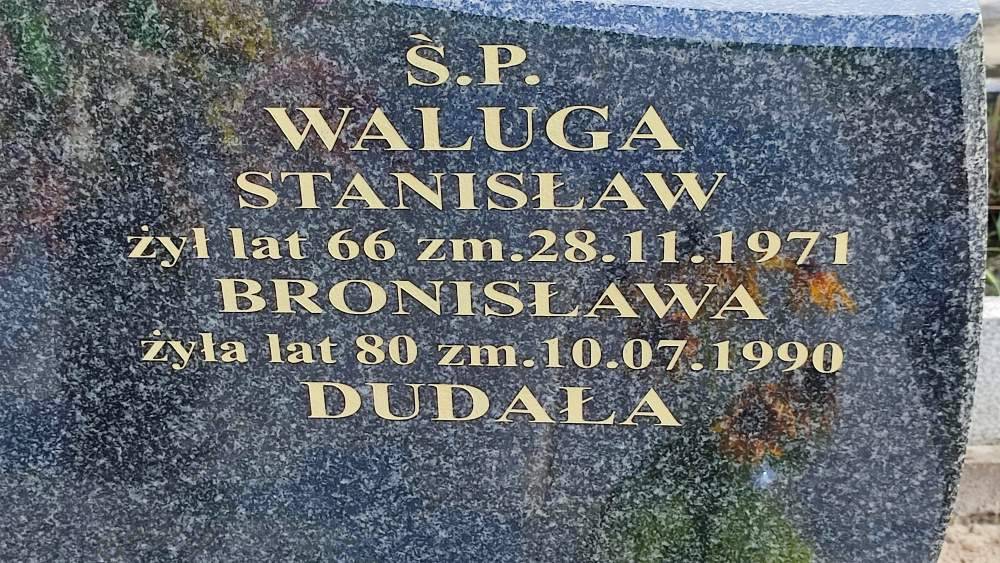 Ś.P.
WALUGA
STANISŁAW
żył lat 66 zm.28.11.1971
BRONISŁAWA
żyła lat 80 zm.10.07.1990
DUDAŁA